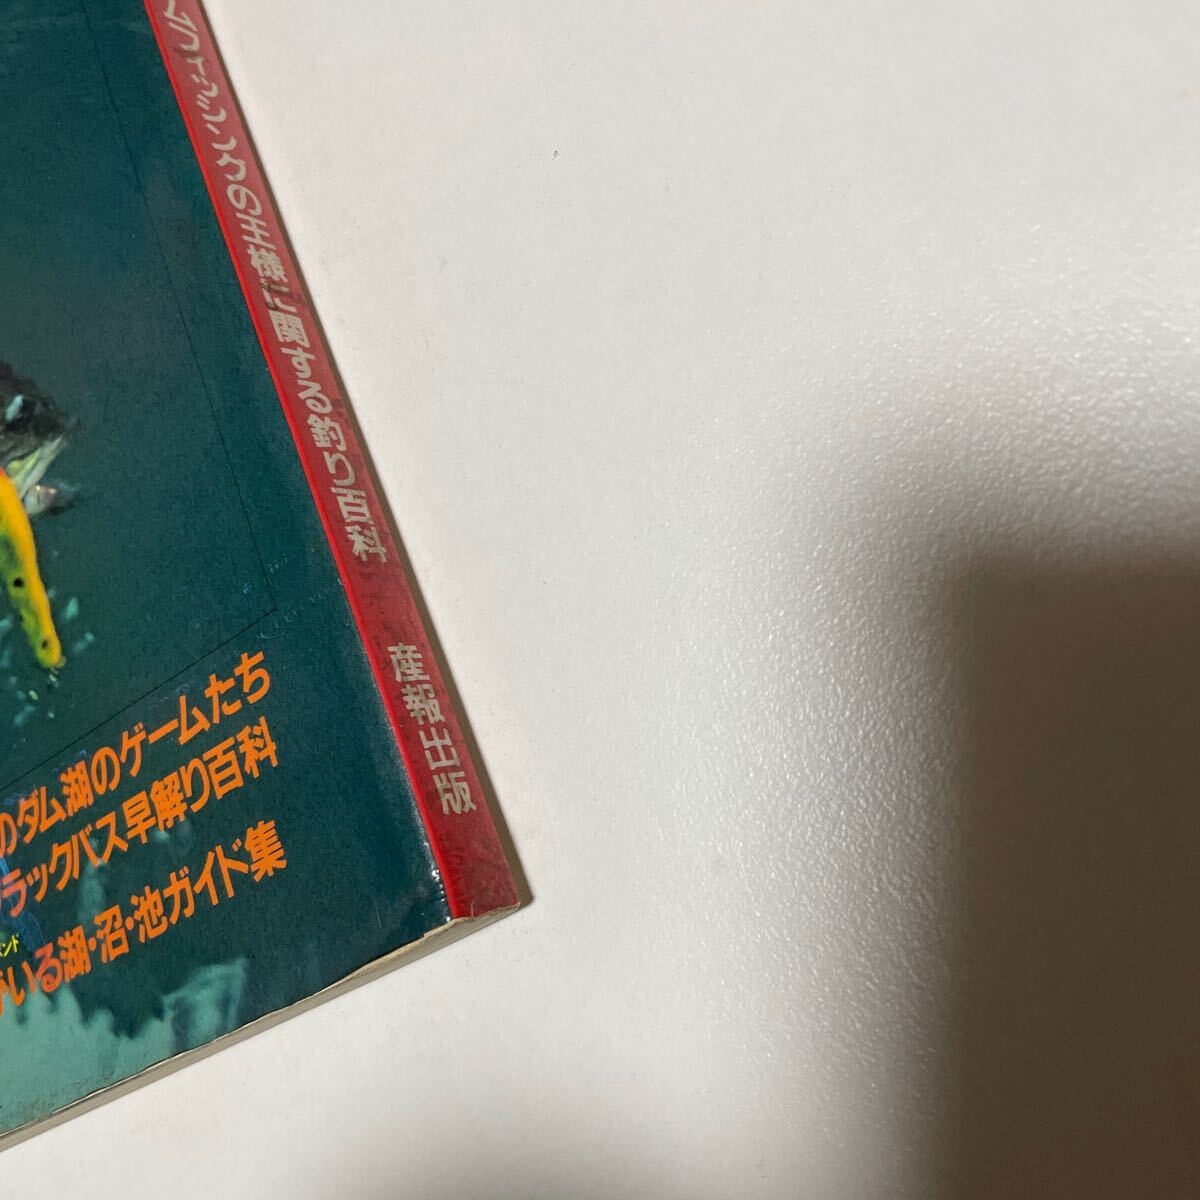 ムフィッシングの王様に関する釣り百科
産報出版
のダム湖のゲームたち
ラックバス早解り百科
がいる湖・沼・池ガイド集